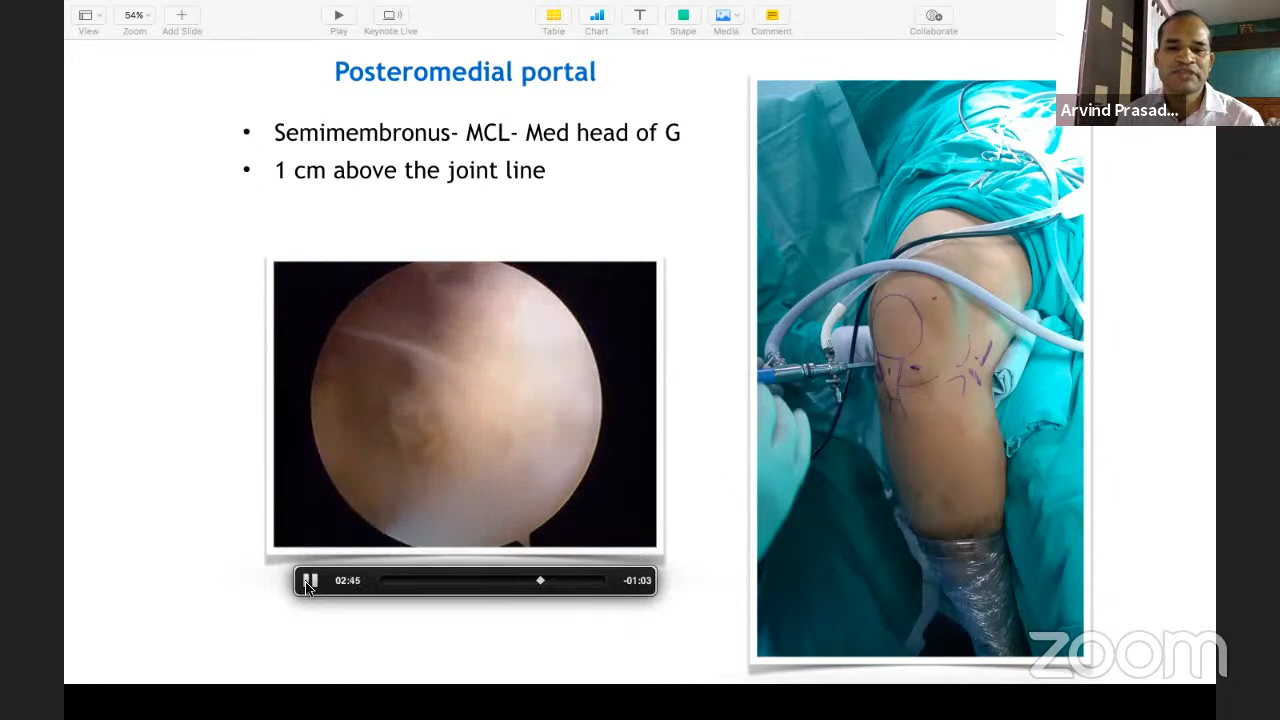 View
54%
Zoom
Add Slide
Play
Keynote Live
Table
Chart
Text
Shape
Media
Comment
Collaborate
Arvind Prasad...
Posteromedial portal
• Semimembronus- MCL- Med head of G
• 1 cm above the joint line
02:45
-01:03
zoom